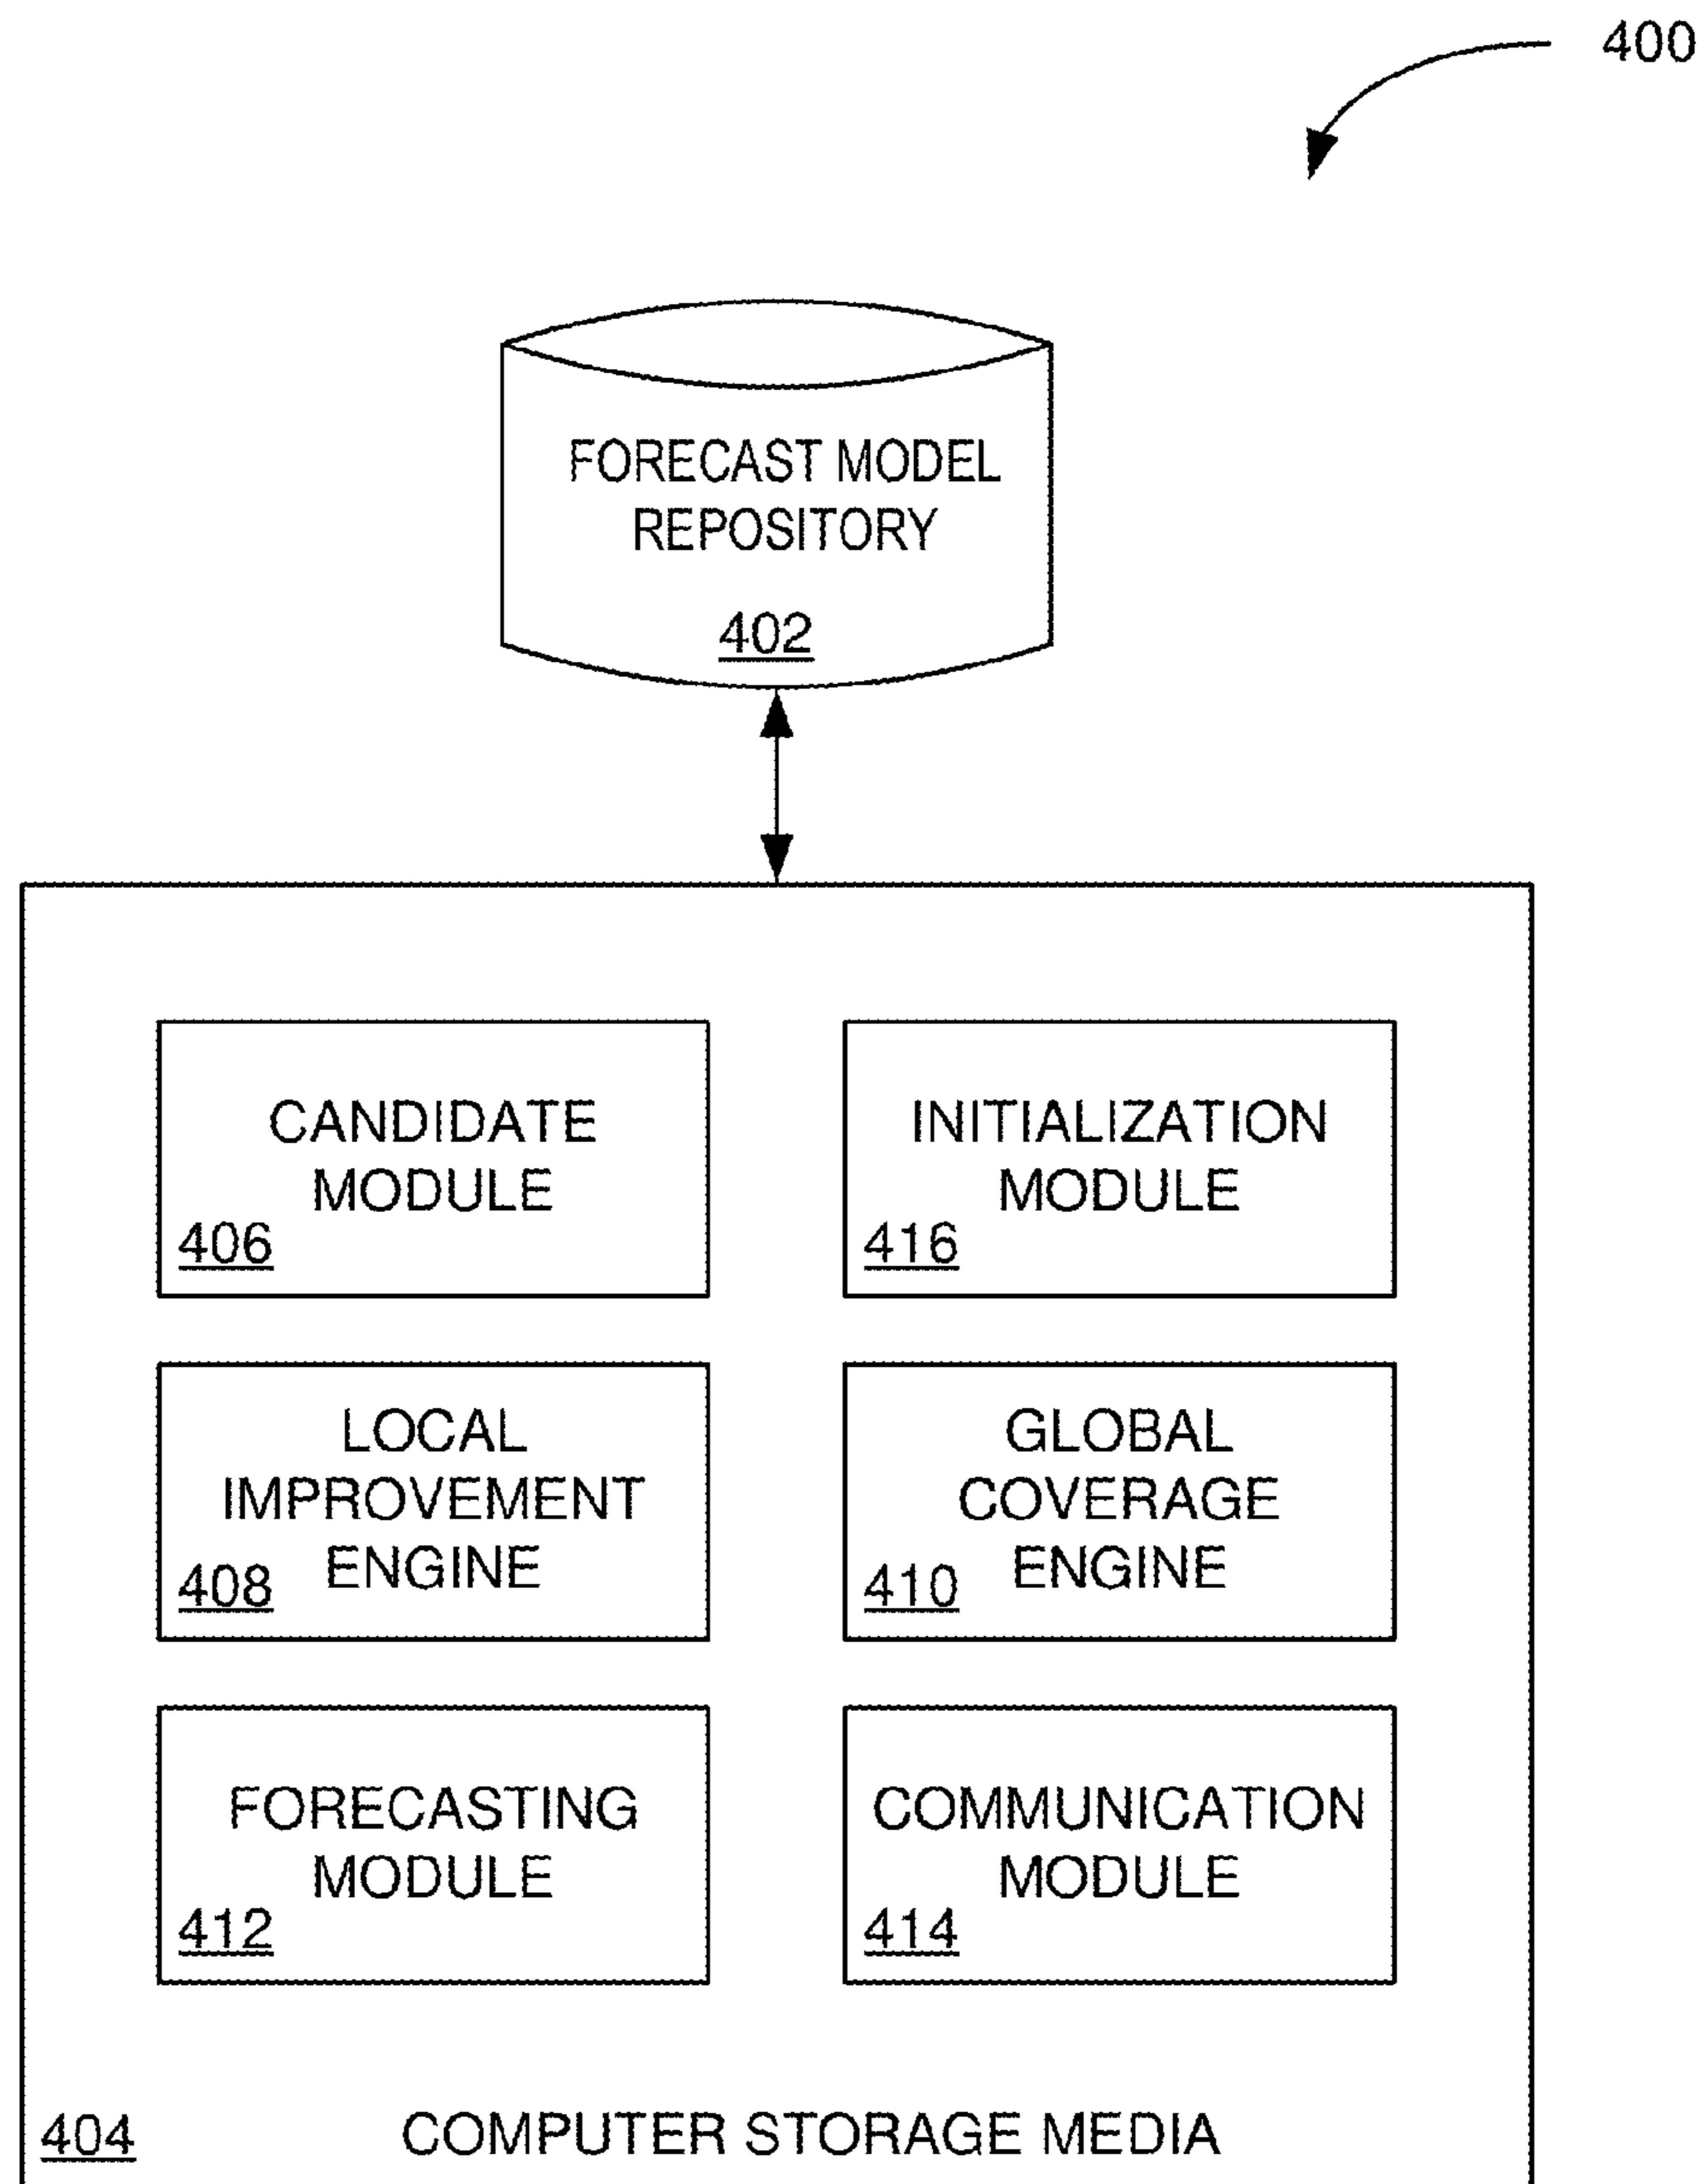 400
FORECAST MODEL
REPOSITORY
402
CANDIDATE
MODULE
406
INITIALIZATION
MODULE
416
LOCAL
IMPROVEMENT
ENGINE
408
GLOBAL
COVERAGE
ENGINE
410
FORECASTING
MODULE
412
COMMUNICATION
MODULE
414
404
COMPUTER STORAGE MEDIA